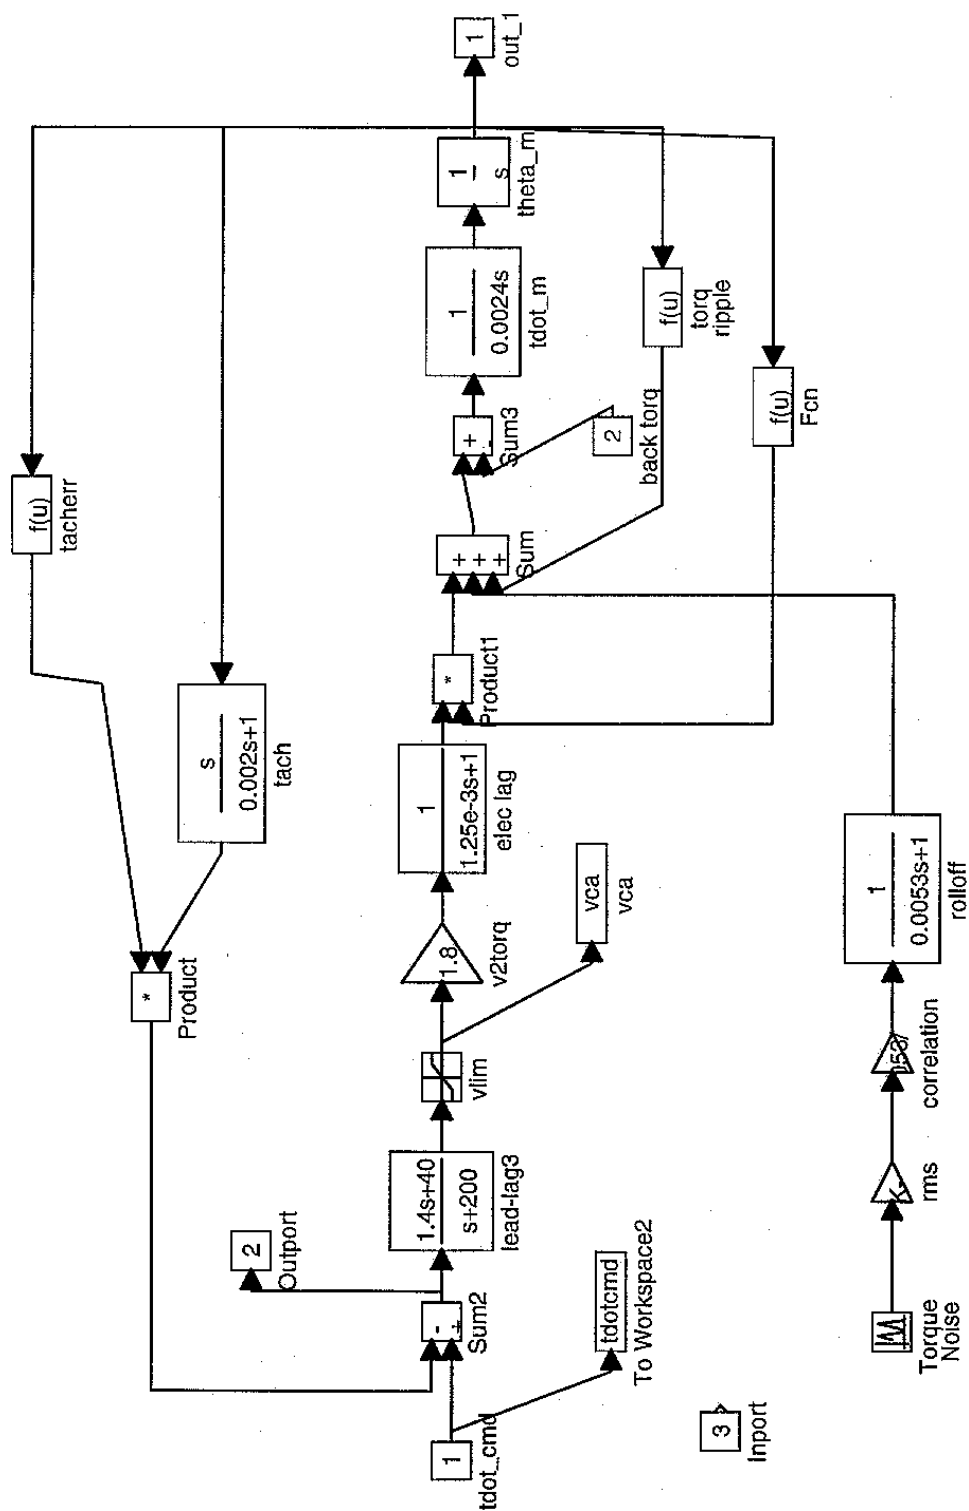 f(u)
tacherr
s
0.002s+1
tach
*
Product
2
Outport
1
tdot_cmd
-
+
Sum2
1.4s+40
s+200
lead-lag3
vlim
1.8
v2torq
1
1.25e-3s+1
elec lag
*
Product1
+
+
+
Sum
+
-
Sum3
1
0.0024s
tdot_m
1
s
theta_m
1
out_1
tdotcmd
To Workspace2
vca
vca
2
back torq
f(u)
torq
ripple
f(u)
Fcn
3
Inport
Torque
Noise
rms
correlation
0.0053s+1
rolloff